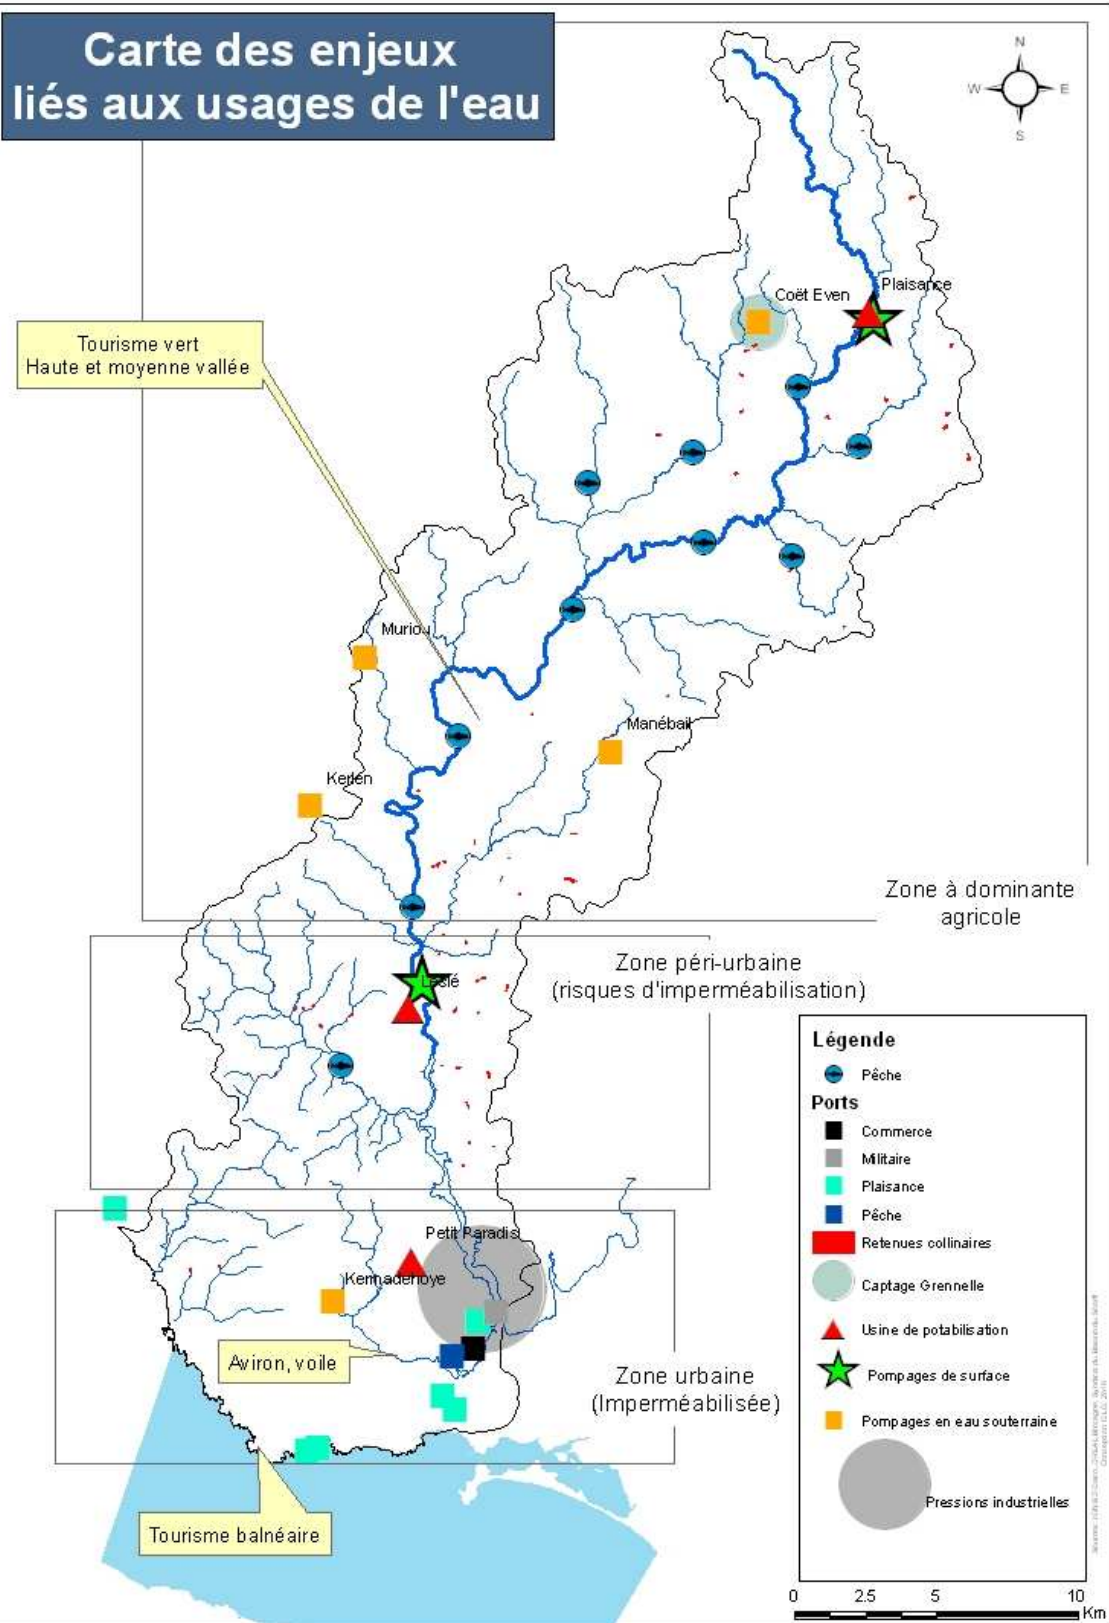 Carte des enjeux
liés aux usages de l'eau
N
W
E
S
Plaisance
Coët Even
Tourisme vert
Haute et moyenne vallée
Muriou
Manébail
Kerlén
Zone à dominante
agricole
Zone péri-urbaine
(risques d'imperméabilisation)
Leslé
Petit Paradis
Kermadehoye
Aviron, voile
Zone urbaine
(Imperméabilisée)
Tourisme balnéaire
Légende
Pêche
Ports
Commerce
Militaire
Plaisance
Pêche
Retenues collinaires
Captage Grennelle
Usine de potabilisation
Pompages de surface
Pompages en eau souterraine
Pressions industrielles
0 2.5 5 10
Km